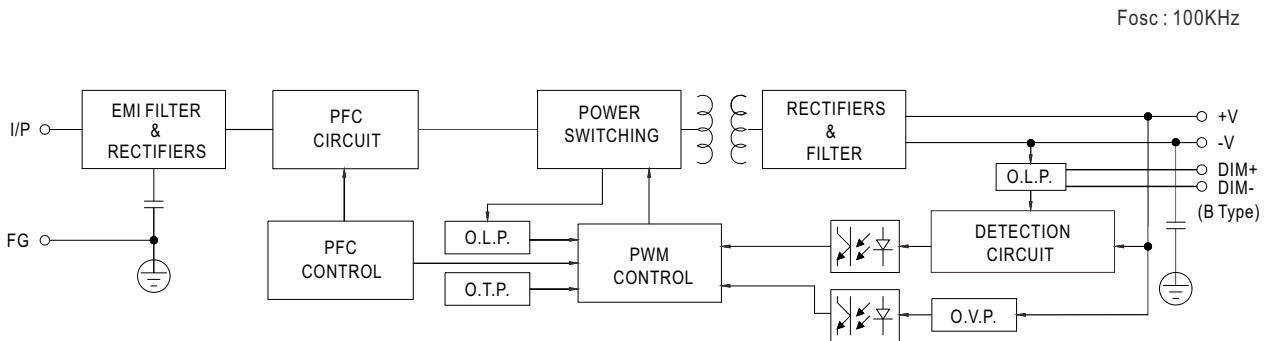 Fosc : 100KHz
I/P
EMI FILTER
&
RECTIFIERS
PFC
CIRCUIT
POWER
SWITCHING
RECTIFIERS
&
FILTER
+V
-V
O.L.P.
DIM+
DIM-
(B Type)
FG
PFC
CONTROL
O.L.P.
O.T.P.
PWM
CONTROL
DETECTION
CIRCUIT
O.V.P.